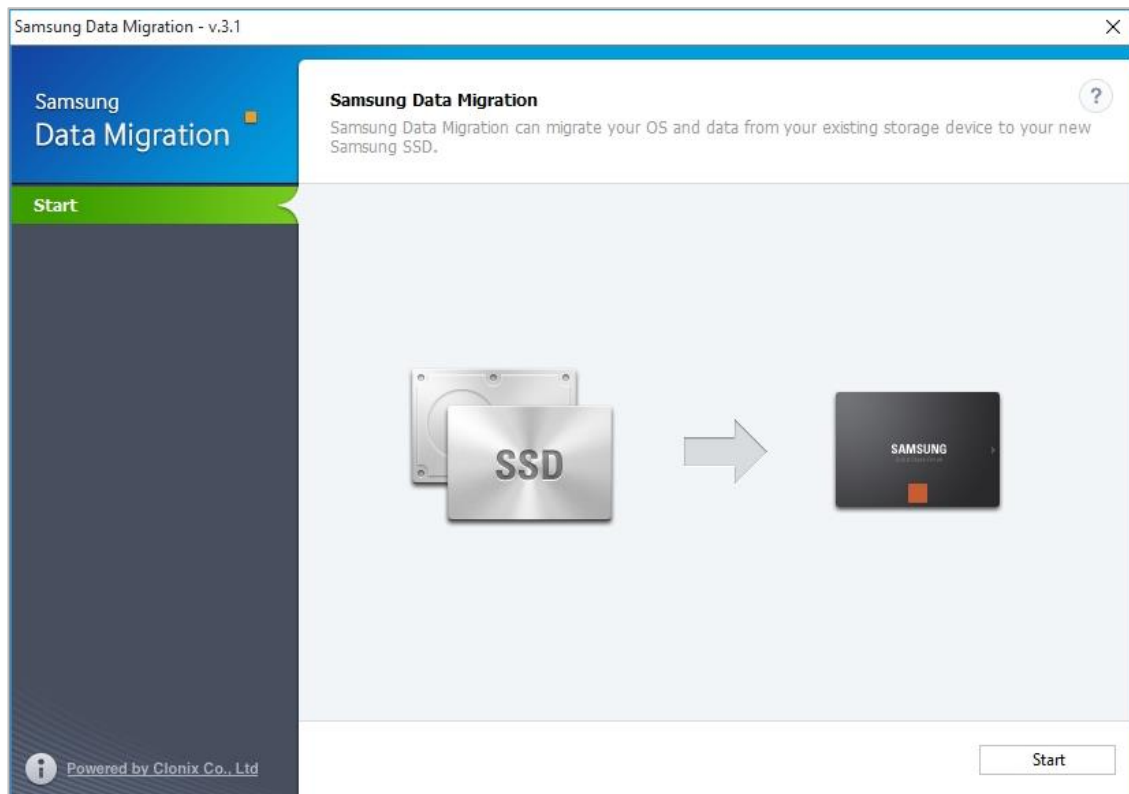 Samsung Data Migration - v.3.1
Samsung
Data Migration
Start
Samsung Data Migration
Samsung Data Migration can migrate your OS and data from your existing storage device to your new
Samsung SSD.
?
SSD
SAMSUNG
Powered by Clonix Co., Ltd
Start